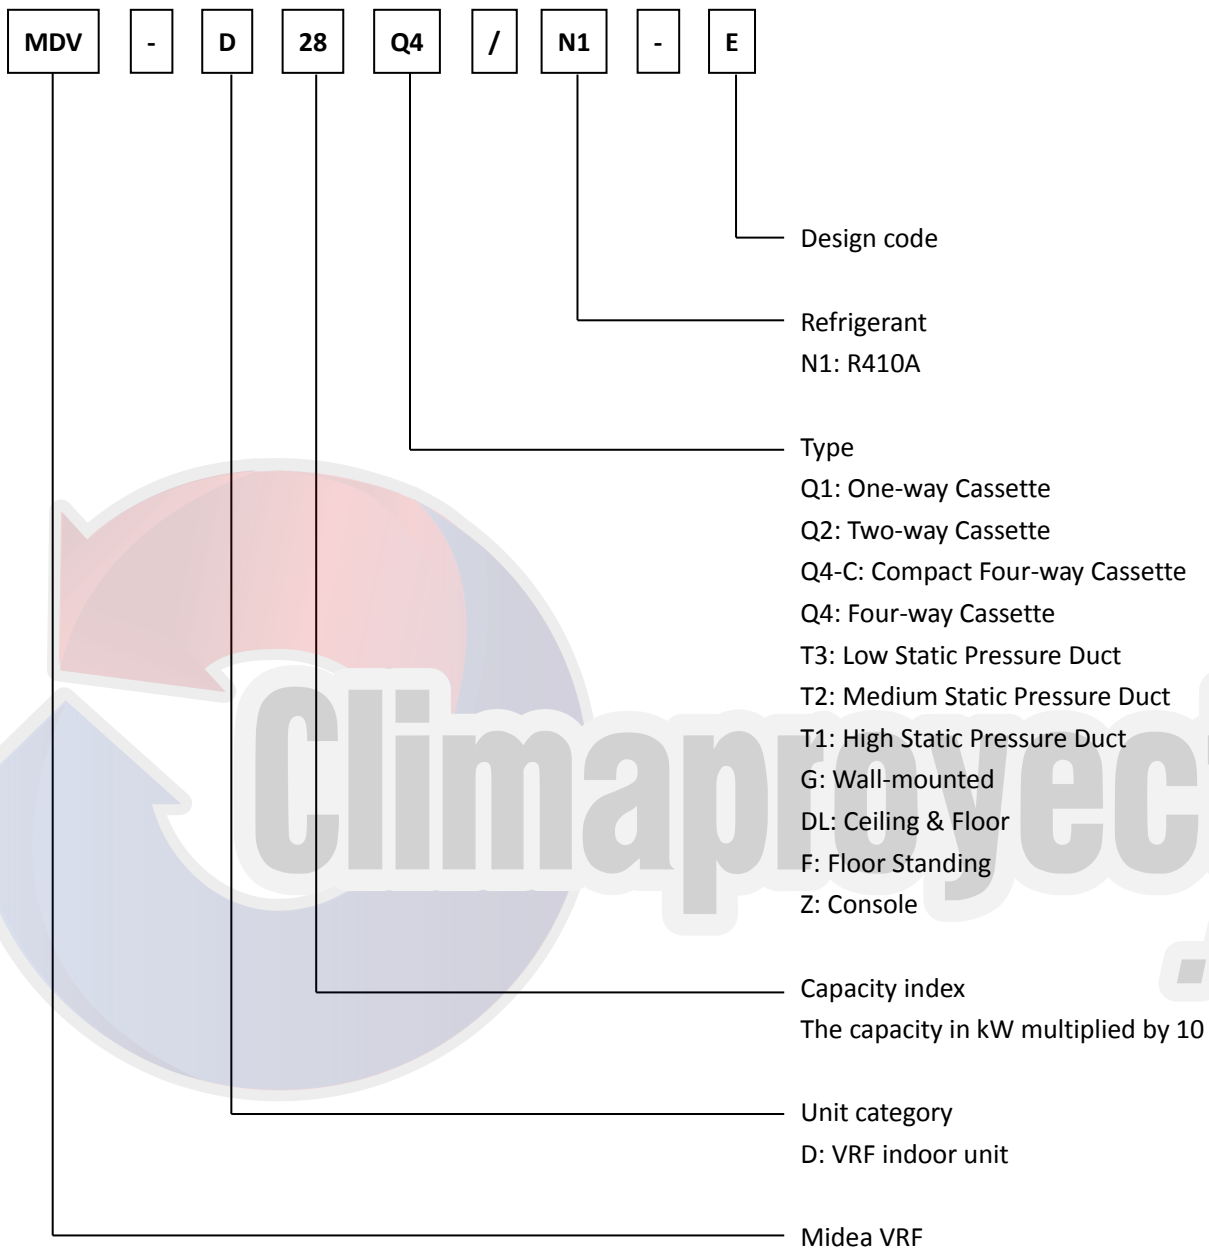 MDV - D 28 Q4 / N1 - E
Design code
Refrigerant
N1: R410A
Type
Q1: One-way Cassette
Q2: Two-way Cassette
Q4-C: Compact Four-way Cassette
Q4: Four-way Cassette
T3: Low Static Pressure Duct
T2: Medium Static Pressure Duct
T1: High Static Pressure Duct
G: Wall-mounted
DL: Ceiling & Floor
F: Floor Standing
Z: Console
Climaproyect
Capacity index
The capacity in kW multiplied by 10
Unit category
D: VRF indoor unit
Midea VRF